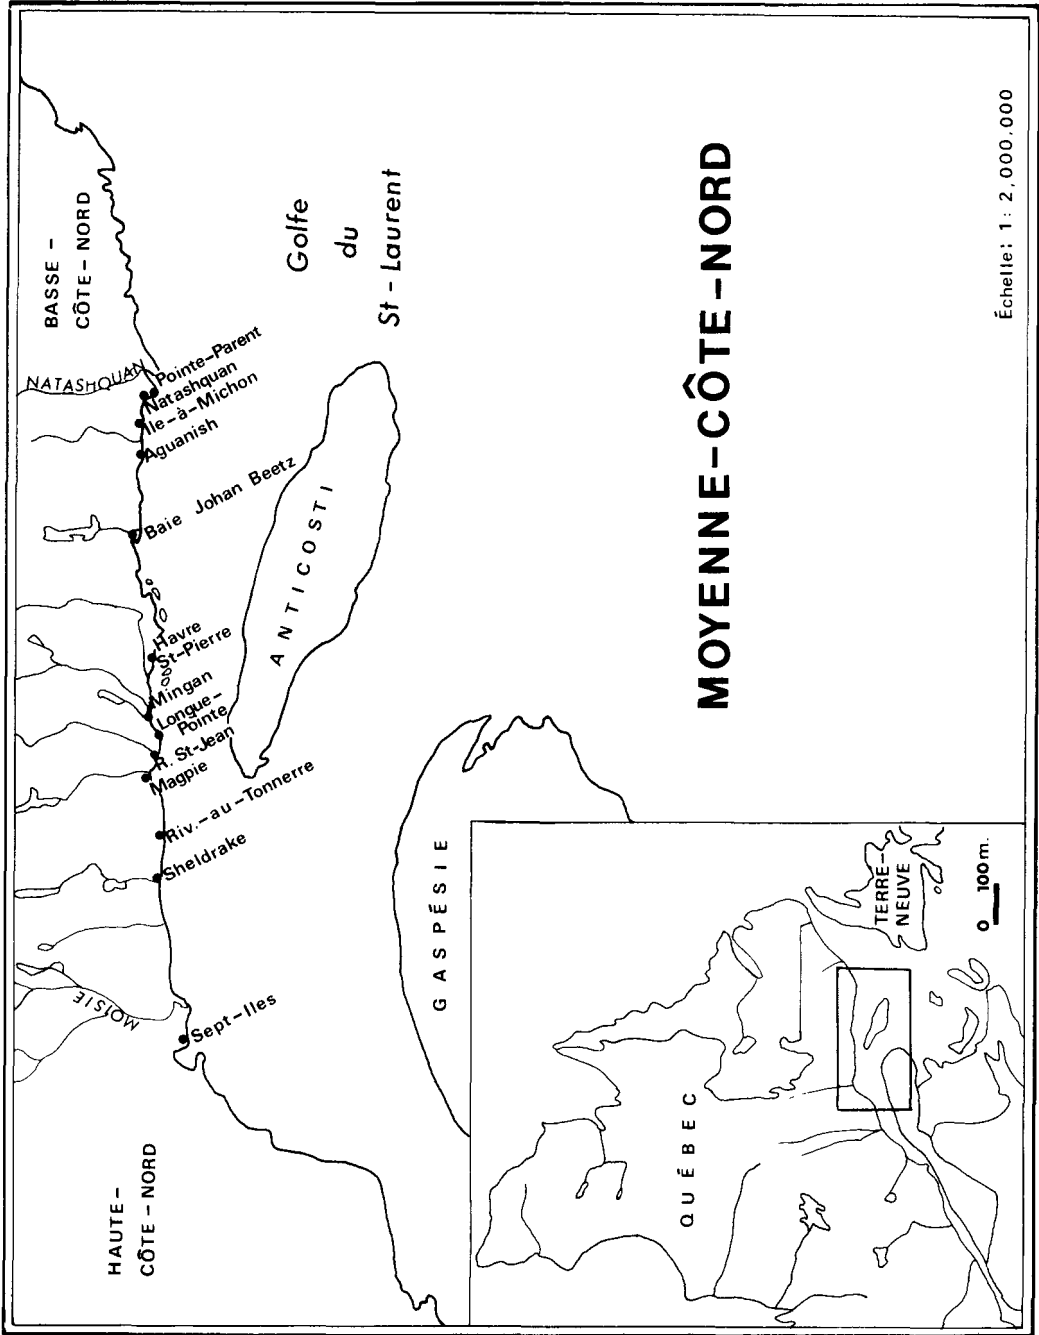 BASSE -
CÔTE - NORD
NATASHQUAN
Pointe-Parent
Natashquan
Ile-à-Michon
Aguanish
Baie Johan Beetz
Havre
St-Pierre
Mingan
Longue-
Pointe
R. St-Jean
Magpie
Riv.-au-Tonnerre
Sheldrake
MOISIE
Sept-Iles
HAUTE-
CÔTE - NORD
Golfe
du
St - Laurent
ANTICOSTI
GASPÉSIE
MOYENNE-CÔTE-NORD
QUÉBEC
TERRE-
NEUVE
0 100m.
Échelle: 1: 2,000,000